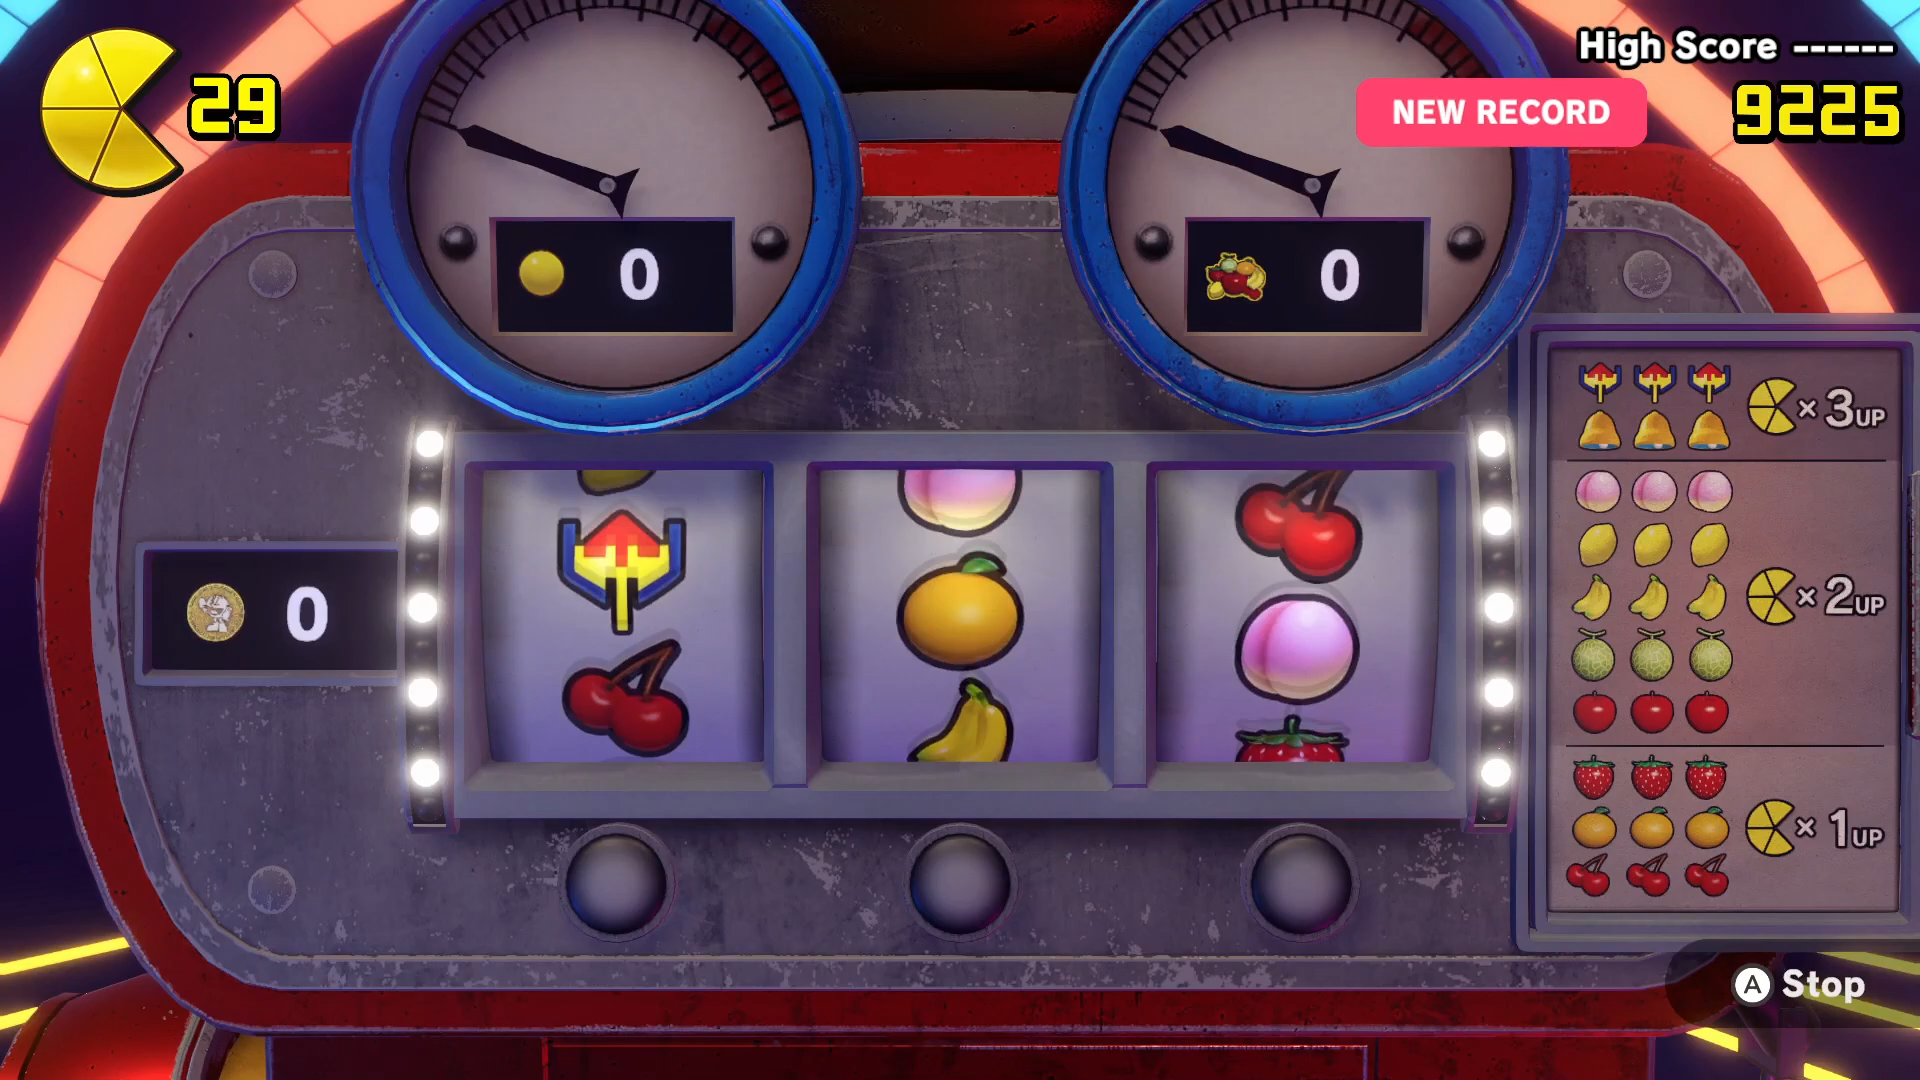 29
High Score ------
NEW RECORD
9225
0
0
0
× 3UP
× 2UP
× 1UP
A Stop